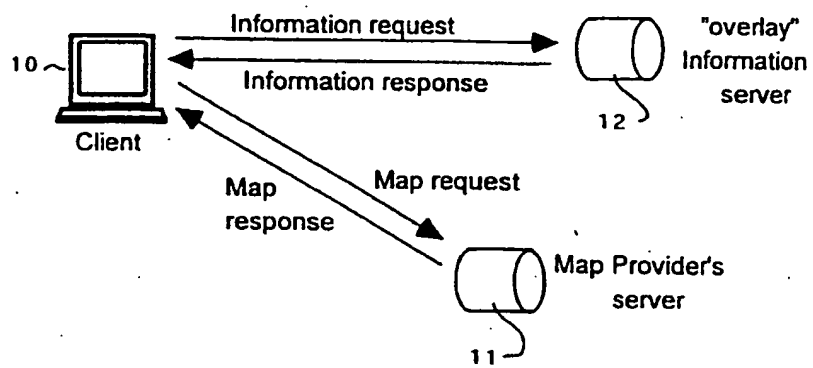 Information request
"overlay"
Information
server
10
Information response
12
Client
Map request
Map
response
Map Provider's
server
11